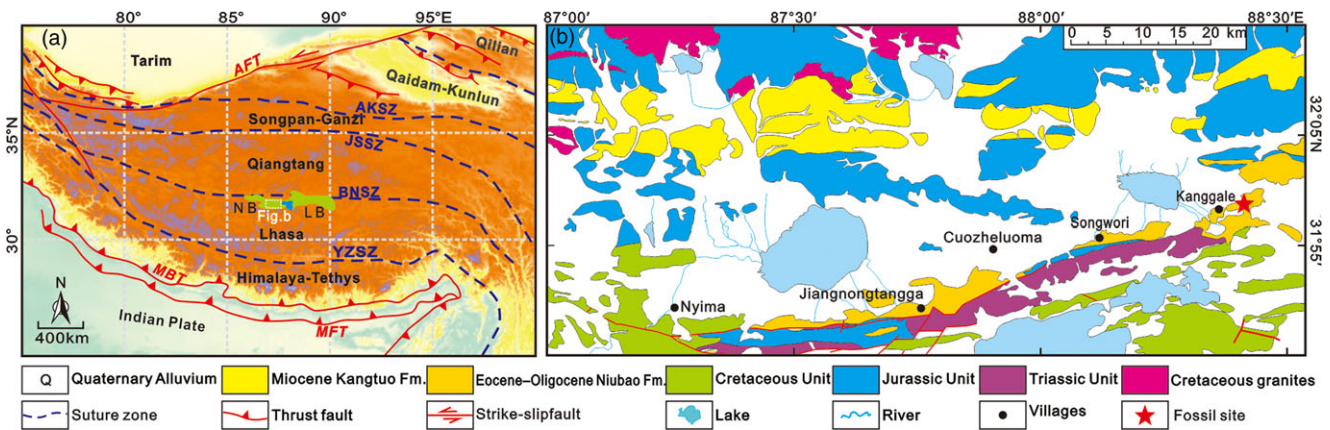 (a)
80° 85° 90° 95°E
35°N
30°
Tarim
AFT
Qilian
Qaidam-Kunlun
AKSZ
Songpan-Ganzi
JSSZ
Qiangtang
BNSZ
N B
Fig.b
L B
Lhasa
YZSZ
Himalaya-Tethys
MBT
MFT
Indian Plate
N
400km
(b)
87°00′ 87°30′ 88°00′ 88°30′E
0 5 10 20 km
32°05′N
31°55′
Kanggale
Songwori
Cuozheluoma
Jiangnongtangga
Nyima
Q Quaternary Alluvium
Miocene Kangtuo Fm.
Eocene–Oligocene Niubao Fm.
Cretaceous Unit
Jurassic Unit
Triassic Unit
Cretaceous granites
Suture zone
Thrust fault
Strike-slipfault
Lake
River
Villages
Fossil site